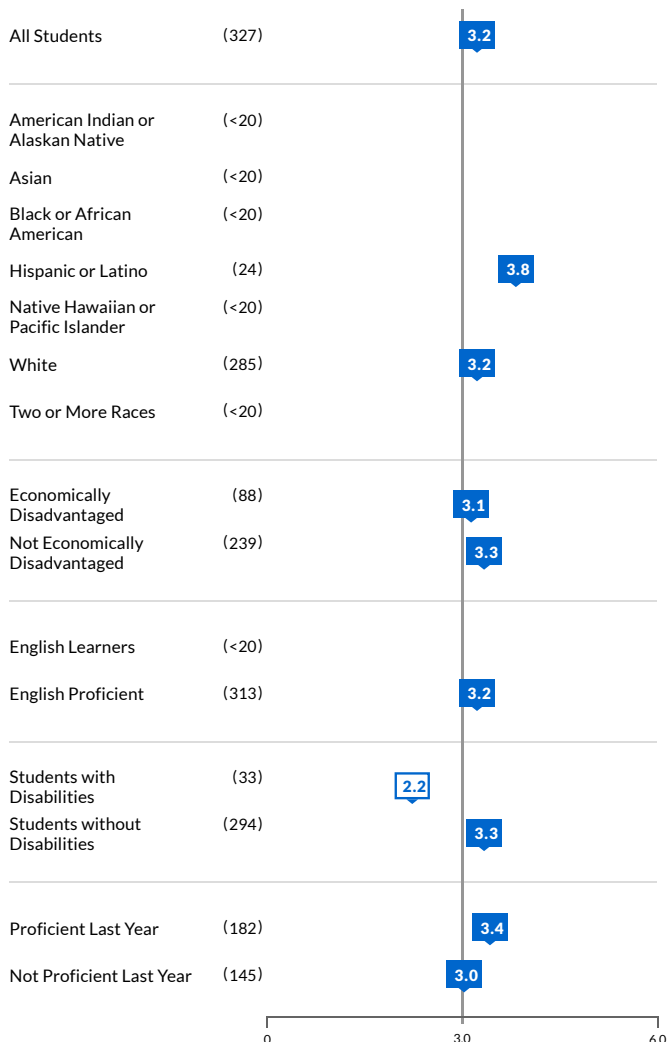 All Students (327) 3.2
American Indian or (<20)
Alaskan Native
Asian (<20)
Black or African (<20)
American
Hispanic or Latino (24) 3.8
Native Hawaiian or (<20)
Pacific Islander
White (285) 3.2
Two or More Races (<20)
Economically (88) 3.1
Disadvantaged
Not Economically (239) 3.3
Disadvantaged
English Learners (<20)
English Proficient (313) 3.2
Students with (33) 2.2
Disabilities
Students without (294) 3.3
Disabilities
Proficient Last Year (182) 3.4
Not Proficient Last Year (145) 3.0
0 3.0 6.0